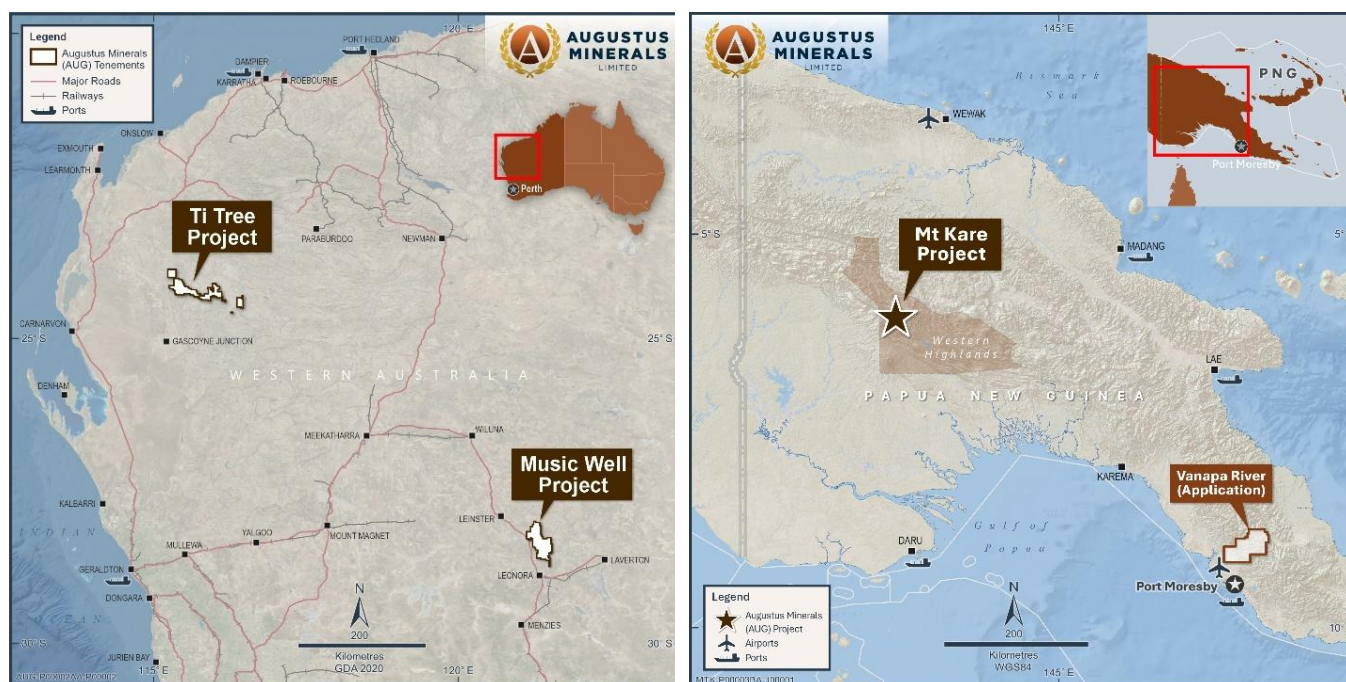 Legend
Augustus Minerals
(AUG) Tenements
Major Roads
Railways
Ports
120° E
AUGUSTUS
MINERALS
LIMITED
PORT HEDLAND
DAMPIER
KARRATHA
ROEBOURNE
ONSLOW
EXMOUTH
LEARMONTH
Perth
Ti Tree
Project
PARABURDOO
NEWMAN
CARNARVON
GASCOYNE JUNCTION
25° S
WESTERN AUSTRALIA
DENHAM
MEEKATHARRA
WILUNA
Music Well
Project
KALBARRI
LEINSTER
INDIAN
OCEAN
MULLEWA
YALGOO
MOUNT MAGNET
LAVERTON
GERALDTON
LEONORA
DONGARA
N
200
Kilometres
GDA 2020
MENZIES
30° S
JURIEN BAY
115° E
120° E
145° E
AUGUSTUS
MINERALS
LIMITED
Bismark
Sea
PNG
Port Moresby
WEWAK
5° S
5°
Mt Kare
Project
MADANG
Western
Highlands
LAE
PAPUA NEW GUINEA
KAREMA
Vanapa River
(Application)
Gulf of
Papua
DARU
Port Moresby
Legend
Augustus Minerals
(AUG) Project
Airports
Ports
N
200
Kilometres
WGS84
10°
145° E